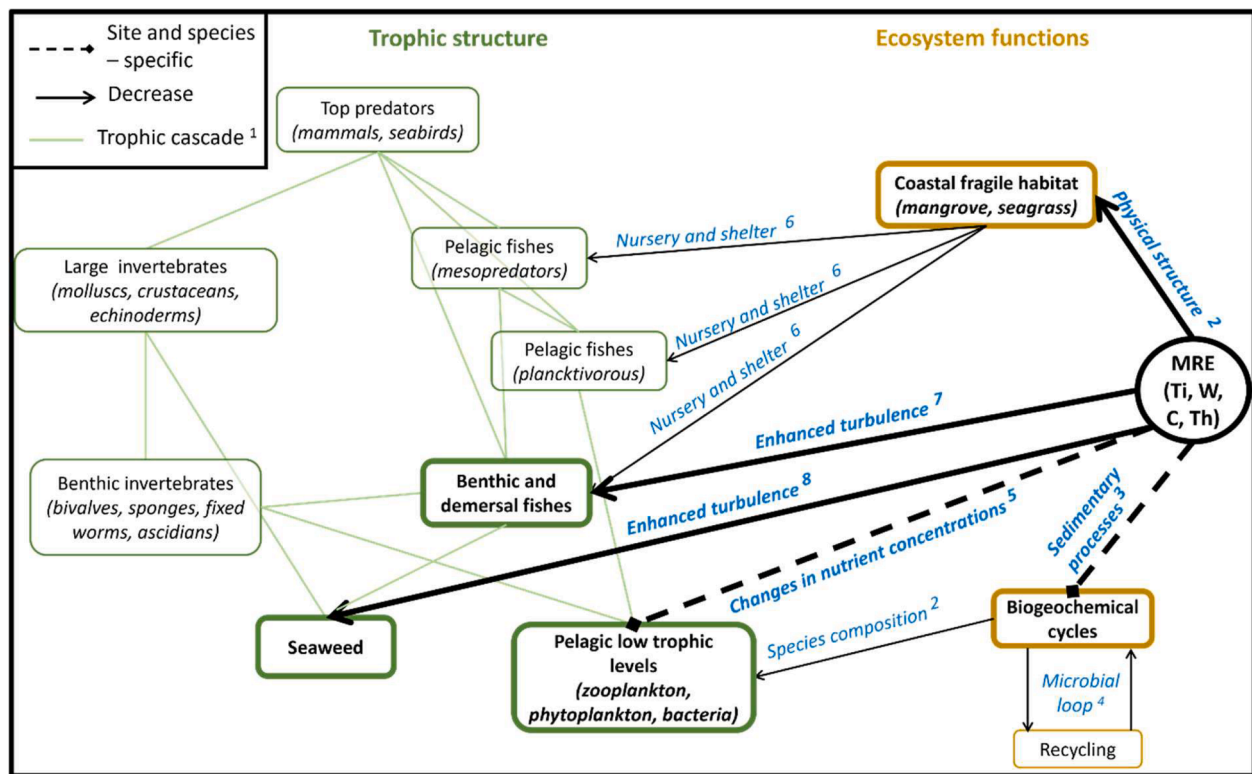 Site and species
– specific
Decrease
Trophic cascade 1
Trophic structure
Ecosystem functions
Top predators
(mammals, seabirds)
Coastal fragile habitat
(mangrove, seagrass)
Physical structure 2
Nursery and shelter 6
Pelagic fishes
(mesopredators)
Large invertebrates
(molluscs, crustaceans,
echinoderms)
Nursery and shelter 6
Pelagic fishes
(plancktivorous)
Nursery and shelter 6
MRE
(Ti, W,
C, Th)
Enhanced turbulence 7
Benthic invertebrates
(bivalves, sponges, fixed
worms, ascidians)
Benthic and
demersal fishes
Enhanced turbulence 8
Changes in nutrient concentrations 5
Sedimentary
processes 3
Seaweed
Pelagic low trophic
levels
(zooplankton,
phytoplankton, bacteria)
Species composition 2
Biogeochemical
cycles
Microbial
loop 4
Recycling